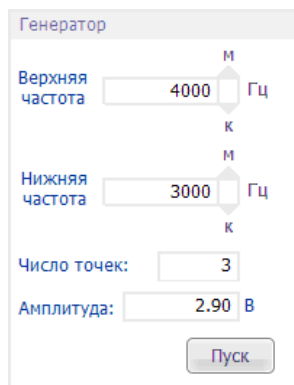 Генератор
м
Верхняя
частота
4000 Гц
к
м
Нижняя
частота
3000 Гц
к
Число точек: 3
Амплитуда: 2.90 В
Пуск